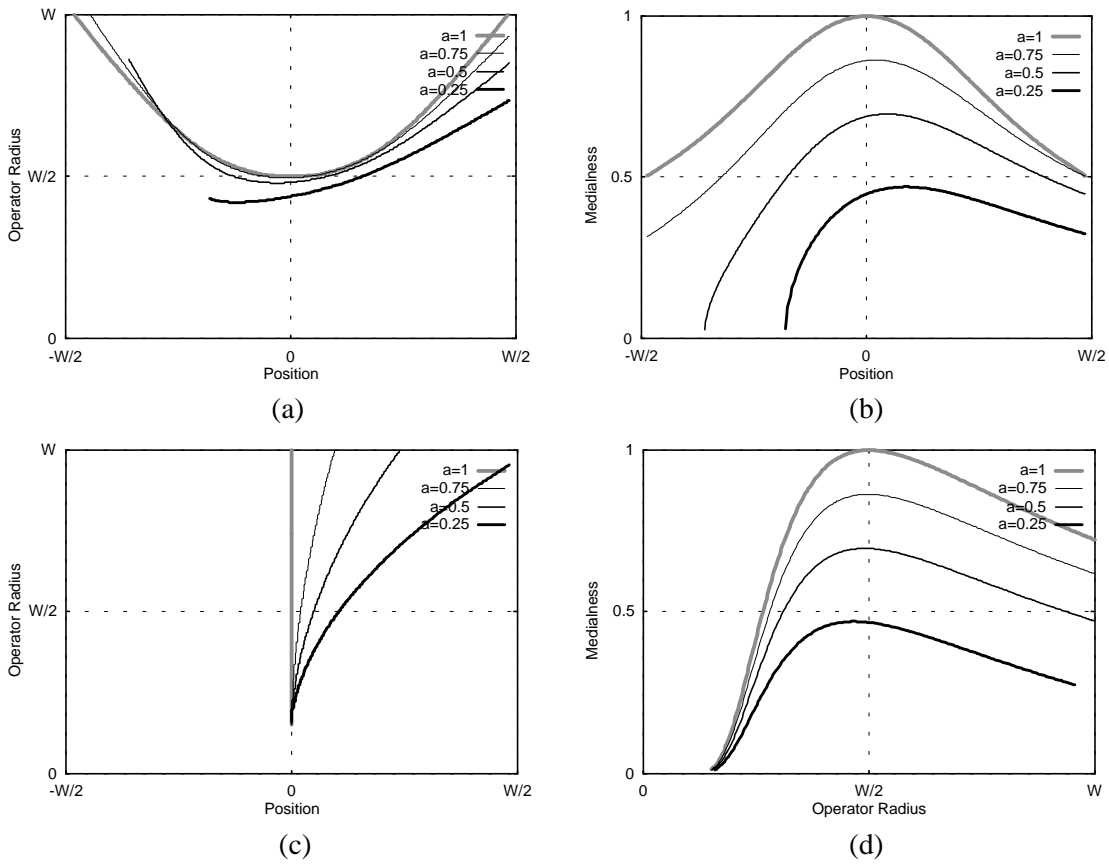 W
W/2
0
Operator Radius
-W/2
0
W/2
Position
a=1
a=0.75
a=0.5
a=0.25
(a)
1
0.5
0
Medialness
-W/2
0
W/2
Position
a=1
a=0.75
a=0.5
a=0.25
(b)
W
W/2
0
Operator Radius
-W/2
0
W/2
Position
a=1
a=0.75
a=0.5
a=0.25
(c)
1
0.5
0
Medialness
0
W/2
W
Operator Radius
a=1
a=0.75
a=0.5
a=0.25
(d)